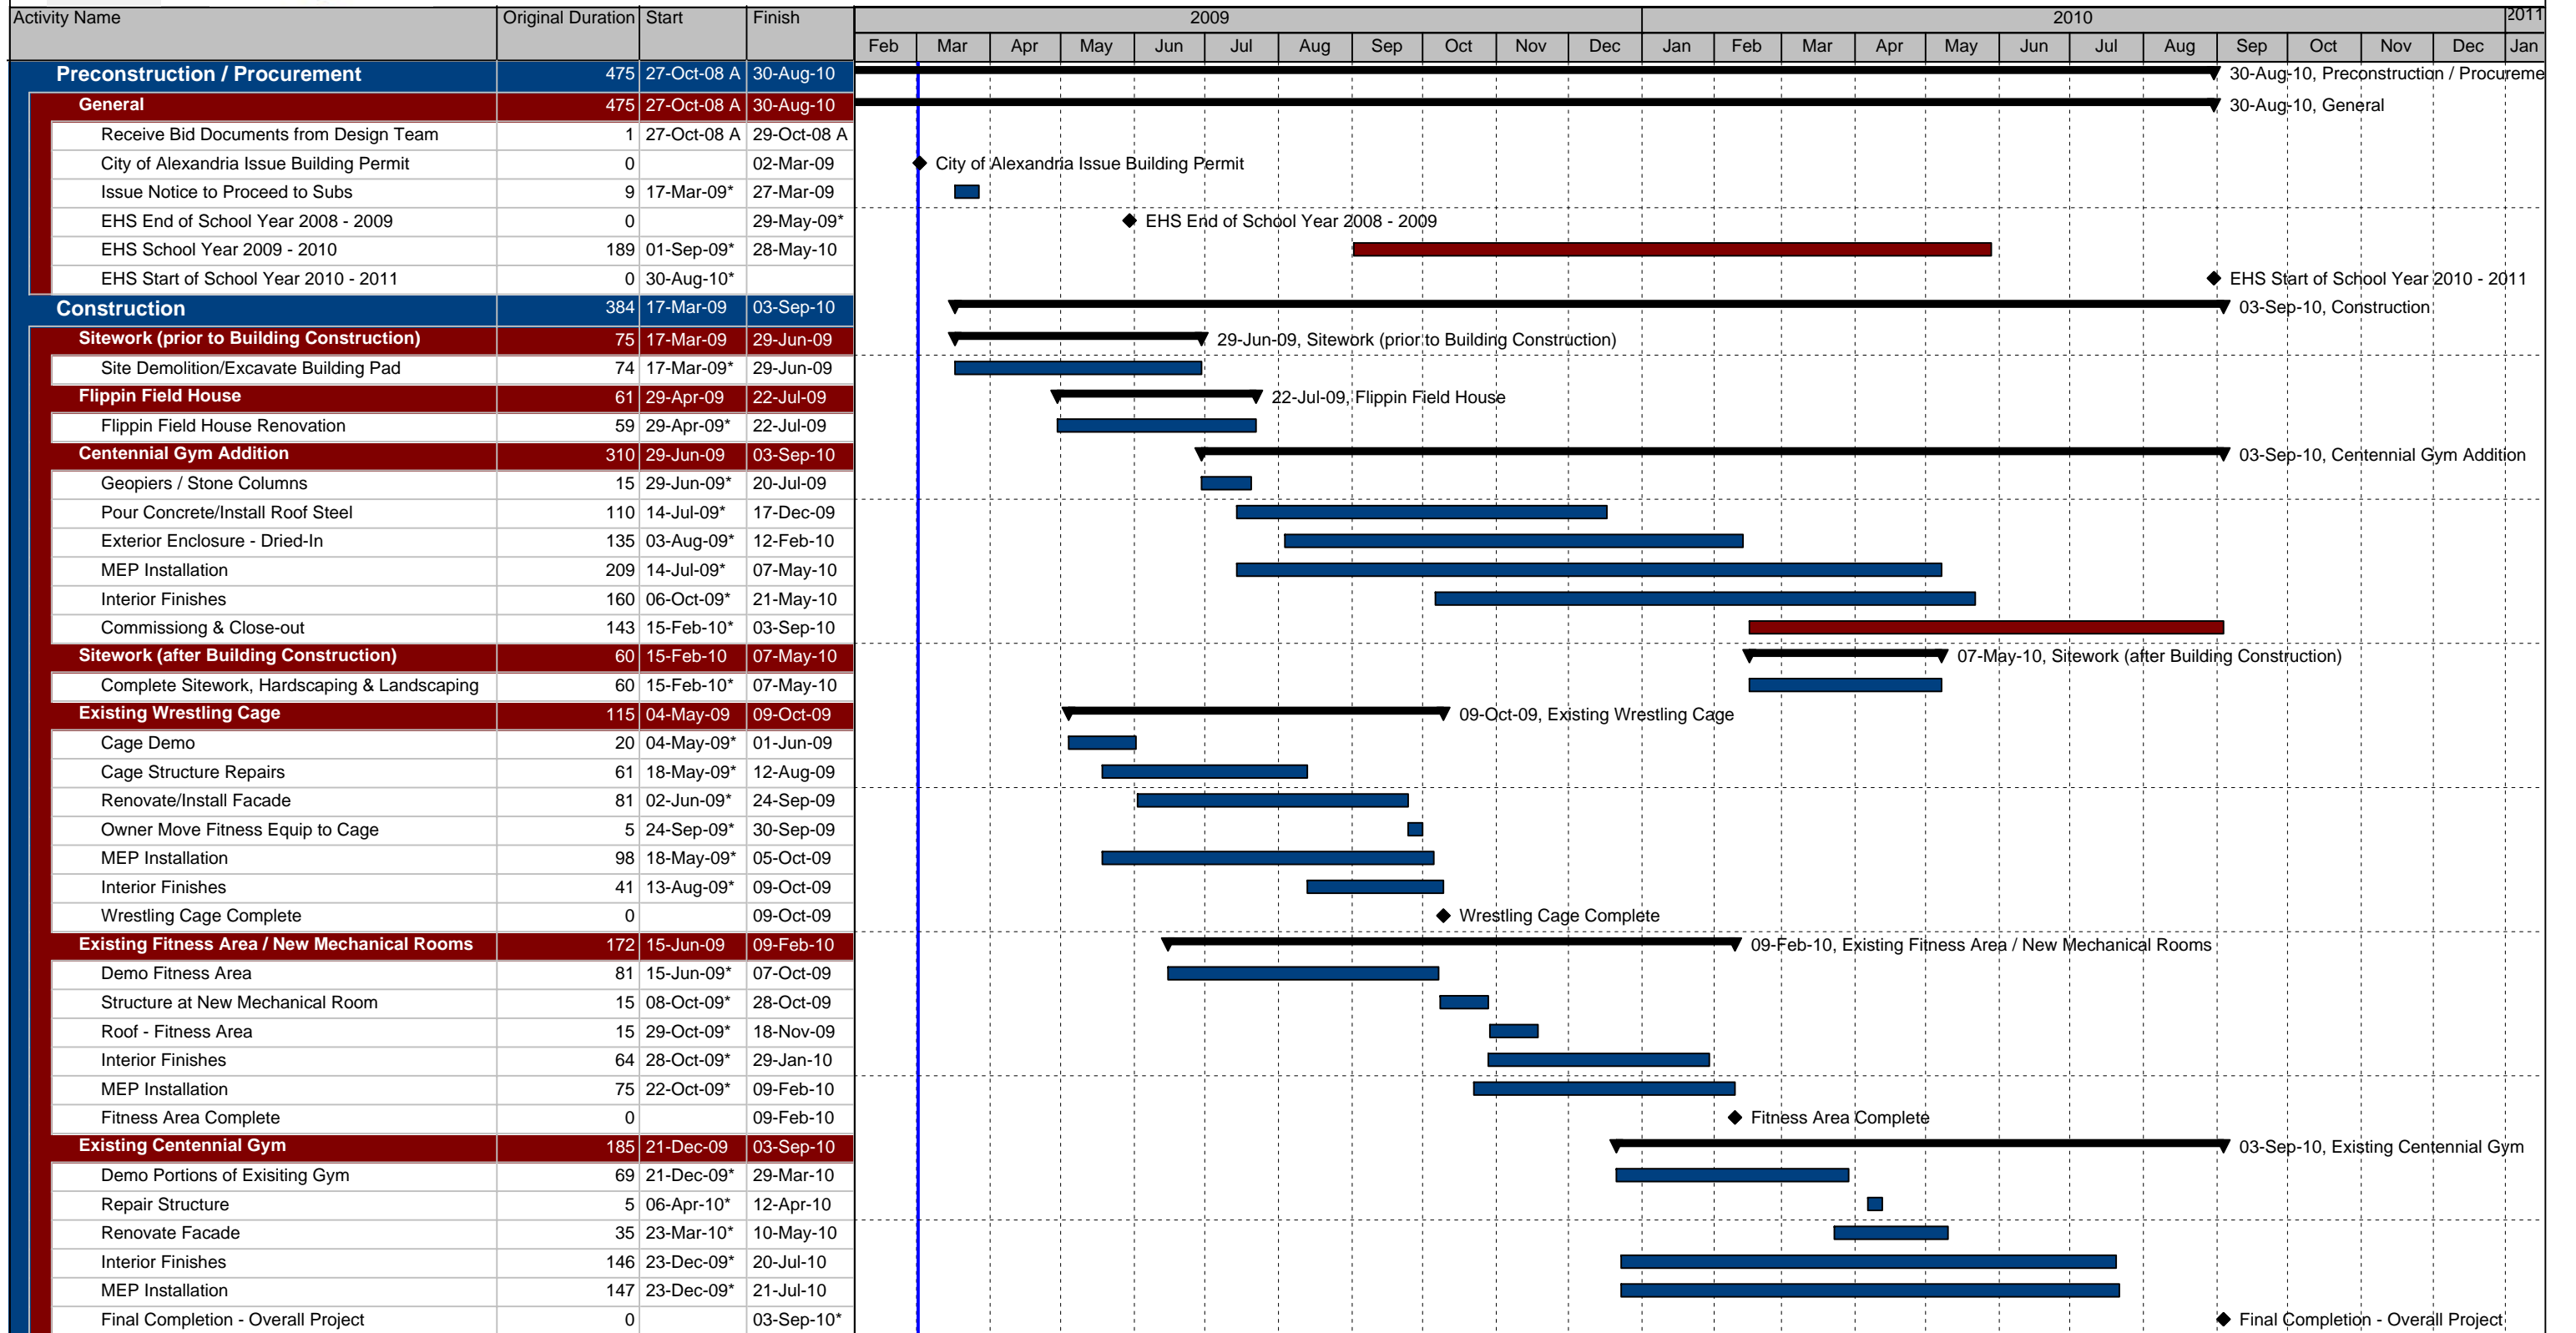 Activity Name Original Duration Start Finish 2009 2010 2011
Feb Mar Apr May Jun Jul Aug Sep Oct Nov Dec Jan Feb Mar Apr May Jun Jul Aug Sep Oct Nov Dec Jan
Preconstruction / Procurement 475 27-Oct-08 A 30-Aug-10 30-Aug-10, Preconstruction / Procureme
General 475 27-Oct-08 A 30-Aug-10 30-Aug-10, General
Receive Bid Documents from Design Team 1 27-Oct-08 A 29-Oct-08 A
City of Alexandria Issue Building Permit 0 02-Mar-09 City of Alexandria Issue Building Permit
Issue Notice to Proceed to Subs 9 17-Mar-09* 27-Mar-09
EHS End of School Year 2008 - 2009 0 29-May-09* EHS End of School Year 2008 - 2009
EHS School Year 2009 - 2010 189 01-Sep-09* 28-May-10
EHS Start of School Year 2010 - 2011 0 30-Aug-10* EHS Start of School Year 2010 - 2011
Construction 384 17-Mar-09 03-Sep-10 03-Sep-10, Construction
Sitework (prior to Building Construction) 75 17-Mar-09 29-Jun-09 29-Jun-09, Sitework (prior to Building Construction)
Site Demolition/Excavate Building Pad 74 17-Mar-09* 29-Jun-09
Flippin Field House 61 29-Apr-09 22-Jul-09 22-Jul-09, Flippin Field House
Flippin Field House Renovation 59 29-Apr-09* 22-Jul-09
Centennial Gym Addition 310 29-Jun-09 03-Sep-10 03-Sep-10, Centennial Gym Addition
Geopiers / Stone Columns 15 29-Jun-09* 20-Jul-09
Pour Concrete/Install Roof Steel 110 14-Jul-09* 17-Dec-09
Exterior Enclosure - Dried-In 135 03-Aug-09* 12-Feb-10
MEP Installation 209 14-Jul-09* 07-May-10
Interior Finishes 160 06-Oct-09* 21-May-10
Commissiong & Close-out 143 15-Feb-10* 03-Sep-10
Sitework (after Building Construction) 60 15-Feb-10 07-May-10 07-May-10, Sitework (after Building Construction)
Complete Sitework, Hardscaping & Landscaping 60 15-Feb-10* 07-May-10
Existing Wrestling Cage 115 04-May-09 09-Oct-09 09-Oct-09, Existing Wrestling Cage
Cage Demo 20 04-May-09* 01-Jun-09
Cage Structure Repairs 61 18-May-09* 12-Aug-09
Renovate/Install Facade 81 02-Jun-09* 24-Sep-09
Owner Move Fitness Equip to Cage 5 24-Sep-09* 30-Sep-09
MEP Installation 98 18-May-09* 05-Oct-09
Interior Finishes 41 13-Aug-09* 09-Oct-09
Wrestling Cage Complete 0 09-Oct-09 Wrestling Cage Complete
Existing Fitness Area / New Mechanical Rooms 172 15-Jun-09 09-Feb-10 09-Feb-10, Existing Fitness Area / New Mechanical Rooms
Demo Fitness Area 81 15-Jun-09* 07-Oct-09
Structure at New Mechanical Room 15 08-Oct-09* 28-Oct-09
Roof - Fitness Area 15 29-Oct-09* 18-Nov-09
Interior Finishes 64 28-Oct-09* 29-Jan-10
MEP Installation 75 22-Oct-09* 09-Feb-10
Fitness Area Complete 0 09-Feb-10 Fitness Area Complete
Existing Centennial Gym 185 21-Dec-09 03-Sep-10 03-Sep-10, Existing Centennial Gym
Demo Portions of Exisiting Gym 69 21-Dec-09* 29-Mar-10
Repair Structure 5 06-Apr-10* 12-Apr-10
Renovate Facade 35 23-Mar-10* 10-May-10
Interior Finishes 146 23-Dec-09* 20-Jul-10
MEP Installation 147 23-Dec-09* 21-Jul-10
Final Completion - Overall Project 0 03-Sep-10* Final Completion - Overall Project